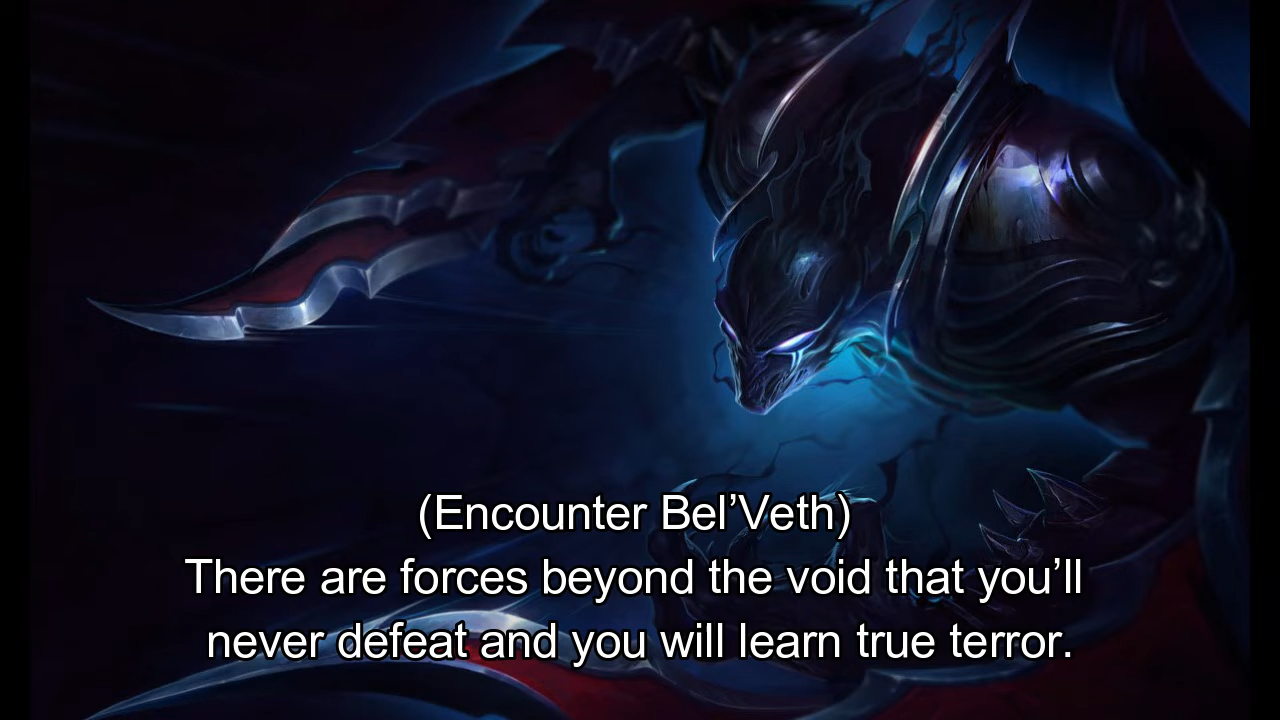 (Encounter Bel’Veth)
There are forces beyond the void that you’ll
never defeat and you will learn true terror.